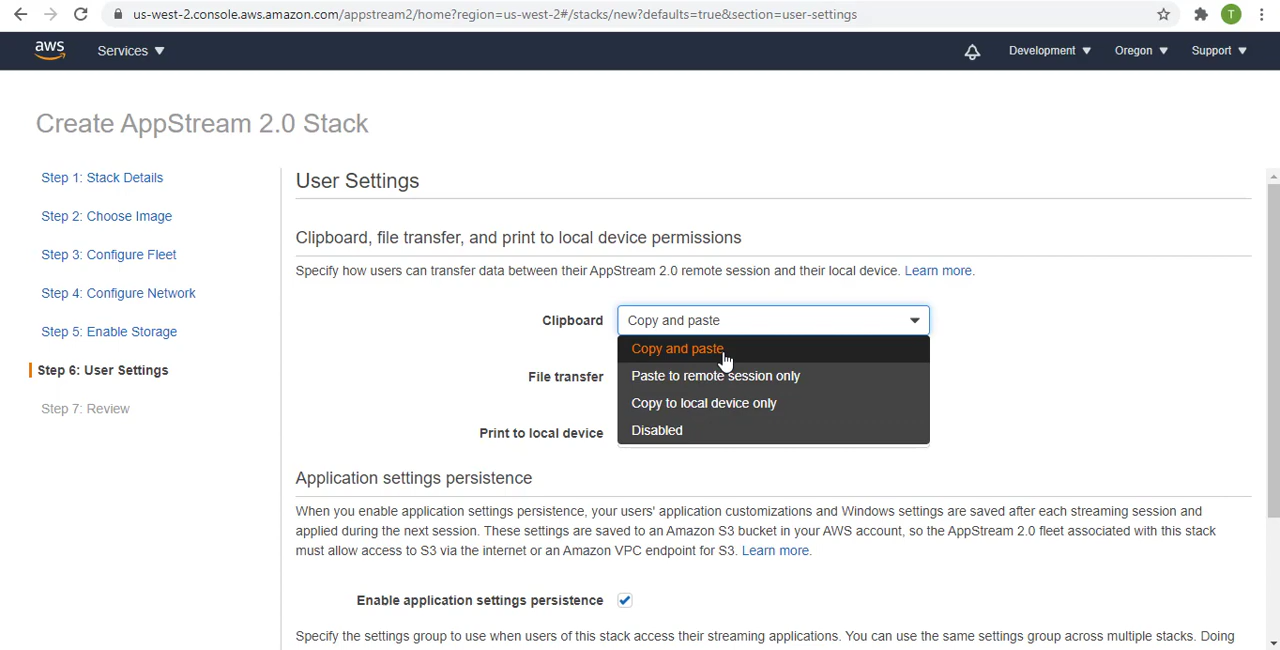 us-west-2.console.aws.amazon.com/appstream2/home?region=us-west-2#/stacks/new?defaults=true&section=user-settings
T
aws Services Development Oregon Support
Create AppStream 2.0 Stack
Step 1: Stack Details
Step 2: Choose Image
Step 3: Configure Fleet
Step 4: Configure Network
Step 5: Enable Storage
Step 6: User Settings
Step 7: Review
User Settings
Clipboard, file transfer, and print to local device permissions
Specify how users can transfer data between their AppStream 2.0 remote session and their local device. Learn more.
Clipboard Copy and paste
Copy and paste
Paste to remote session only
File transfer
Copy to local device only
Disabled
Print to local device
Application settings persistence
When you enable application settings persistence, your users' application customizations and Windows settings are saved after each streaming session and
applied during the next session. These settings are saved to an Amazon S3 bucket in your AWS account, so the AppStream 2.0 fleet associated with this stack
must allow access to S3 via the internet or an Amazon VPC endpoint for S3. Learn more.
Enable application settings persistence
Specify the settings group to use when users of this stack access their streaming applications. You can use the same settings group across multiple stacks. Doing